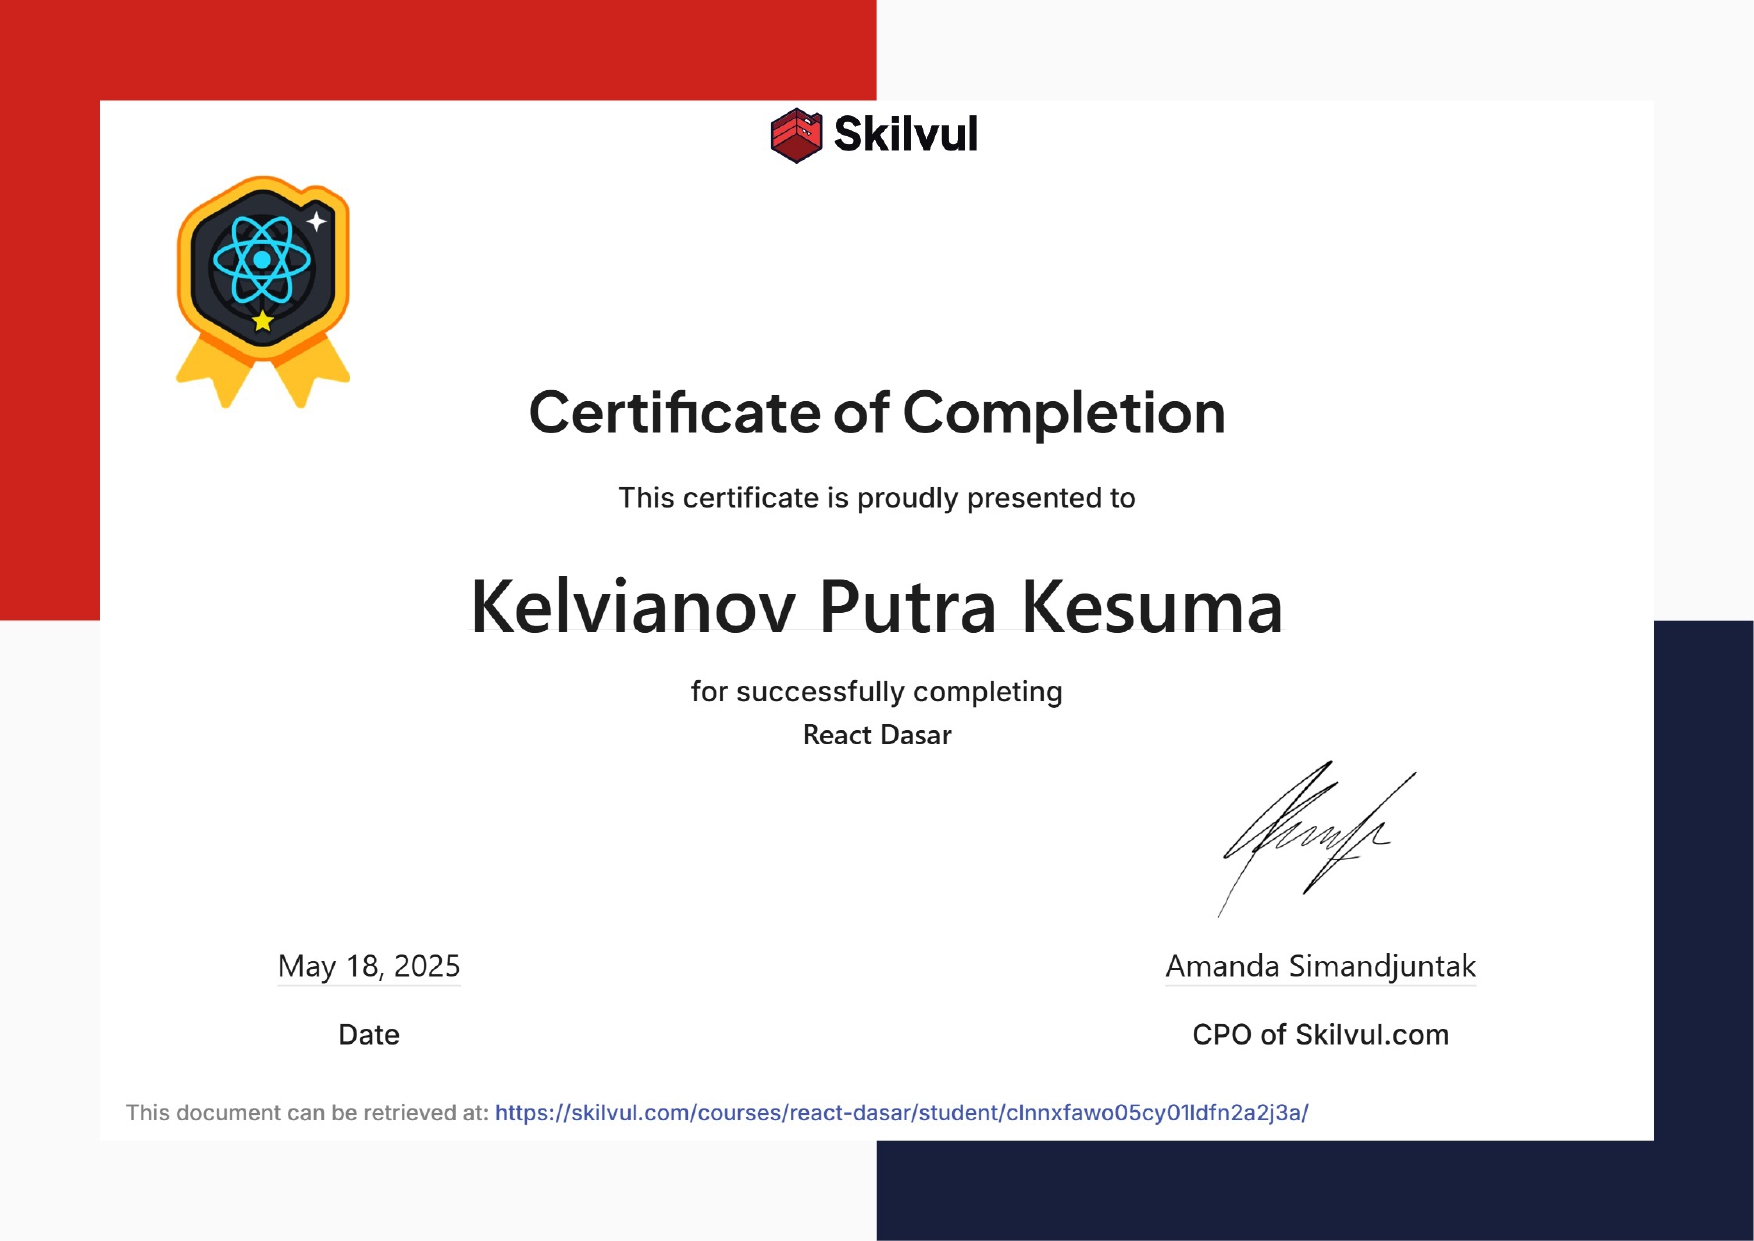 Skilvul
Certificate of Completion
This certificate is proudly presented to
Kelvianov Putra Kesuma
for successfully completing
React Dasar
May 18, 2025
Date
Amanda Simandjuntak
CPO of Skilvul.com
This document can be retrieved at: https://skilvul.com/courses/react-dasar/student/clnnxfawo05cy01ldfn2a2j3a/